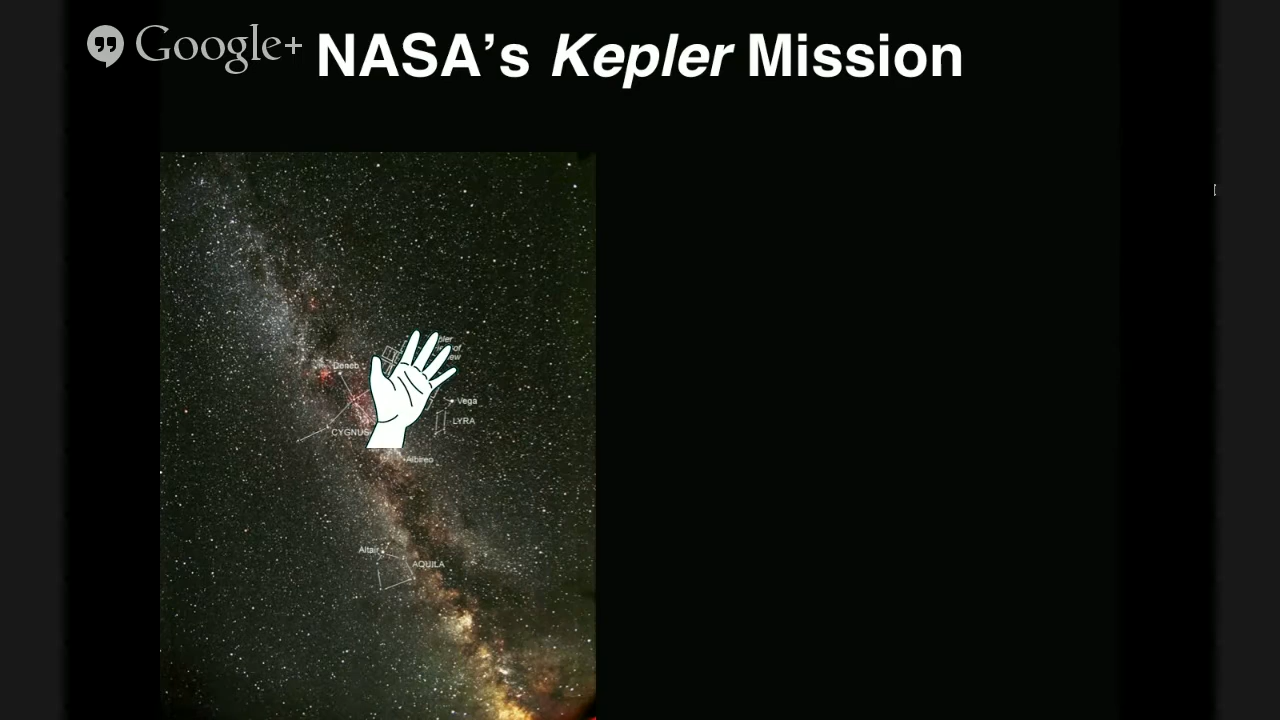 Google+
NASA's Kepler Mission
Deneb
Vega
LYRA
CYGNUS
Albireo
Altair
AQUILA